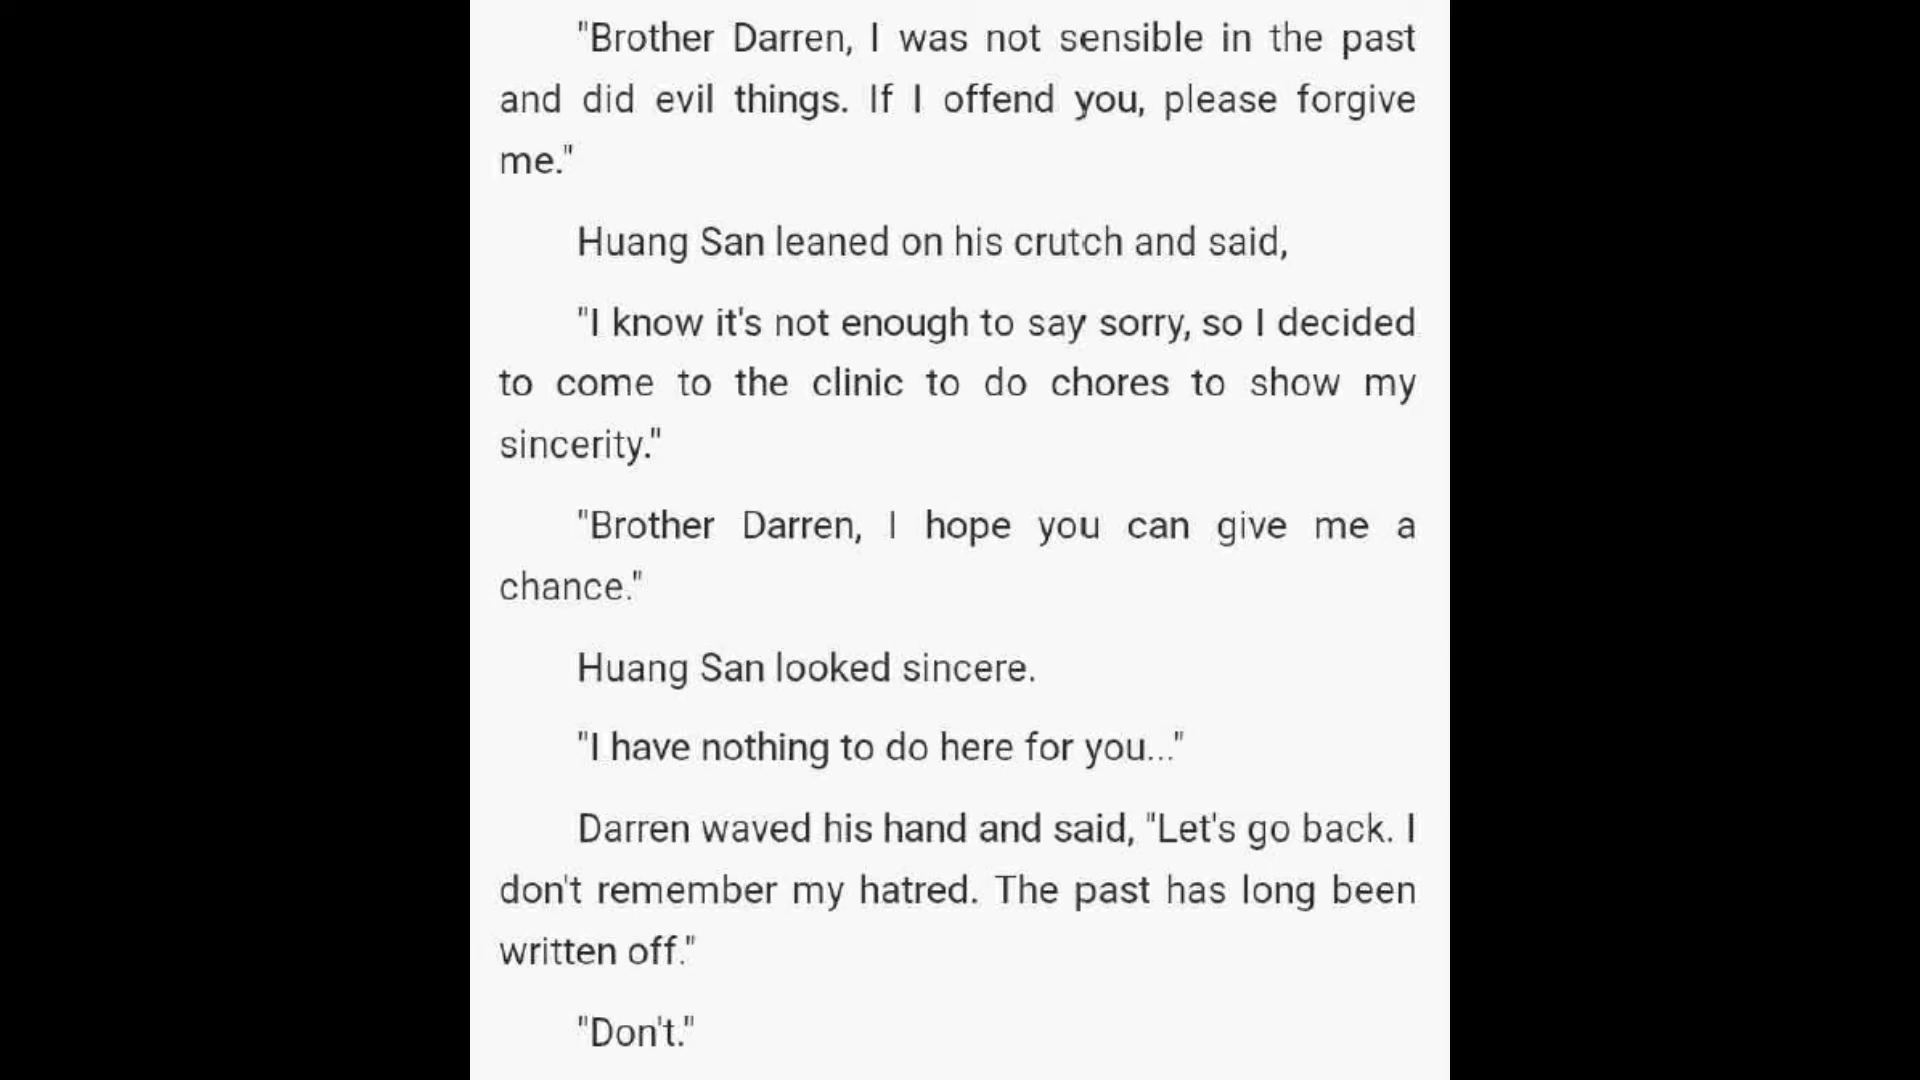 "Brother Darren, I was not sensible in the past
and did evil things. If I offend you, please forgive
me."
Huang San leaned on his crutch and said,
"I know it's not enough to say sorry, so I decided
to come to the clinic to do chores to show my
sincerity."
"Brother Darren, I hope you can give me a
chance."
Huang San looked sincere.
"I have nothing to do here for you..."
Darren waved his hand and said, "Let's go back. I
don't remember my hatred. The past has long been
written off."
"Don't."